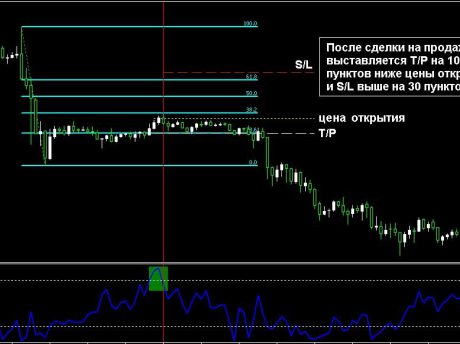 100.0
После сделки на продаж
выставляется T/P на 10
пунктов ниже цены откр
и S/L выше на 30 пункто
S/L
61.8
50.0
38.2
цена открытия
T/P
0.0